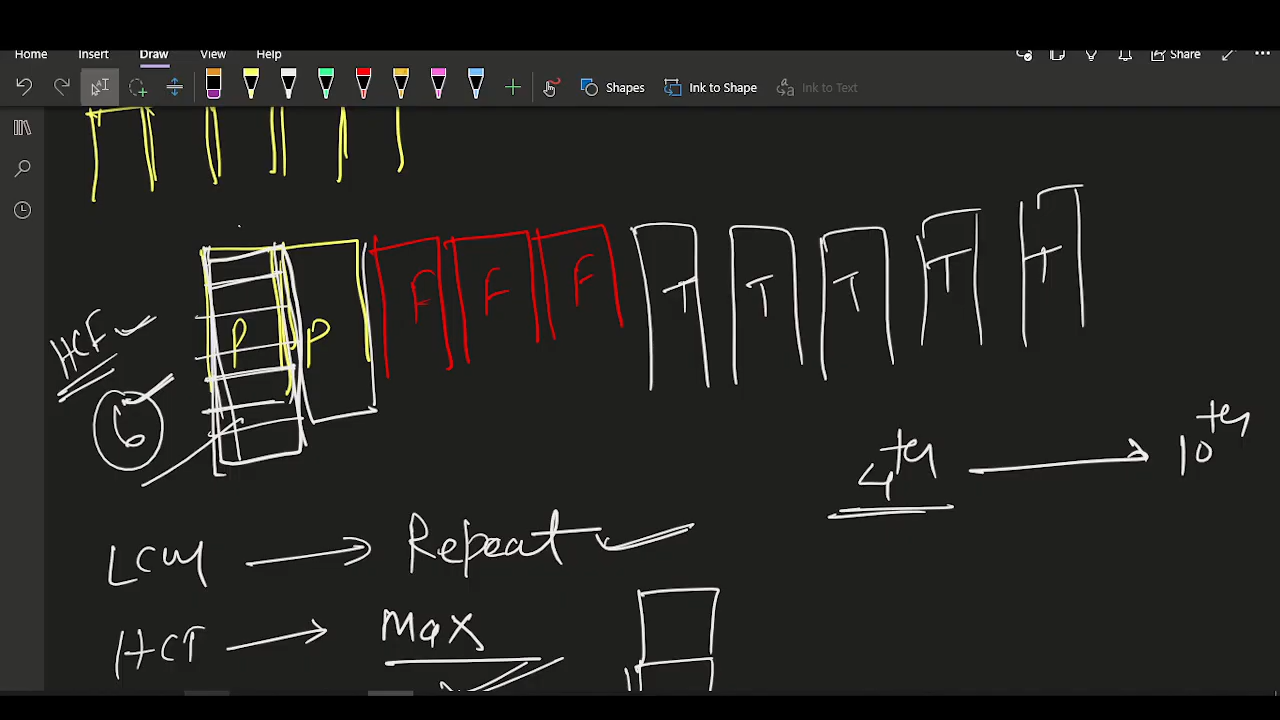 Home Insert Draw View Help Share
Shapes Ink to Shape Ink to Text
P P F F F T T T T T
HCF
6
4th → 10th
LCM → Repeat
HCF → Max